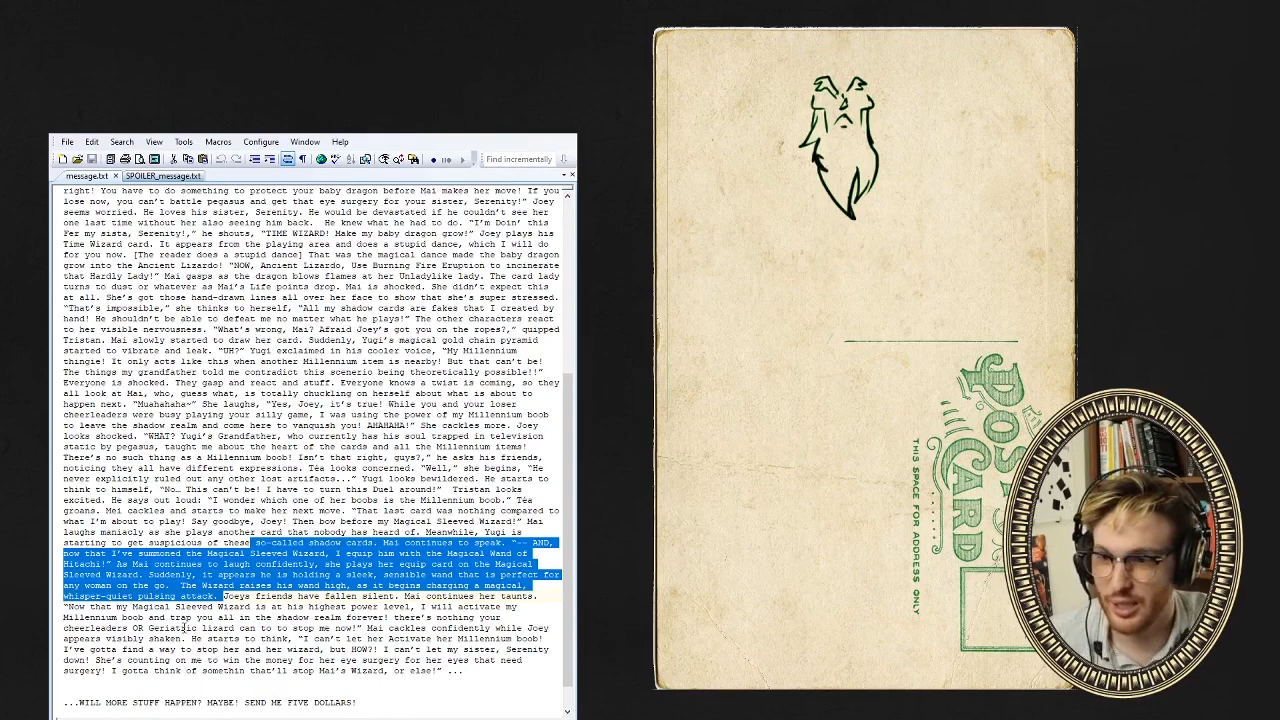 File Edit Search View Tools Macros Configure Window Help
Find incrementally
message.txt SPOILER_message.txt
right! You have to do something to protect your baby dragon before Mai makes her move! If you
lose now, you can't battle pegasus and get that eye surgery for your sister, Serenity!" Joey
seems worried. He loves his sister, Serenity. He would be devastated if he couldn't see her
one last time without her also seeing him back.  He knew what he had to do. "I'm Doin' this
Fer my sista, Serenity!," he shouts, "TIME WIZARD! Make my baby dragon grow!" Joey plays his
Time Wizard card. It appears from the playing area and does a stupid dance, which I will do
for you now. [The reader does a stupid dance] That was the magical dance made the baby dragon
grow into the Ancient Lizardo! "NOW, Ancient Lizardo, Use Burning Fire Eruption to incinerate
that Hardly Lady!" Mai gasps as the dragon blows flames at her Unladylike lady. The card lady
turns to dust or whatever as Mai's Life points drop. Mai is shocked. She didn't expect this
at all. She's got those hand-drawn lines all over her face to show that she's super stressed.
"That's impossible," she thinks to herself, "All my shadow cards are fakes that I created by
hand! He shouldn't be able to defeat me no matter what he plays!" The other characters react
to her visible nervousness. "What's wrong, Mai? Afraid Joey's got you on the ropes?," quipped
Tristan. Mai slowly started to draw her card. Suddenly, Yugi's magical gold chain pyramid
started to vibrate and leak. "UH?" Yugi exclaimed in his cooler voice, "My Millennium
thingie! It only acts like this when another Millennium item is nearby! But that can't be!
The things my grandfather told me contradict this scenerio being theoretically possible!!"
Everyone is shocked. They gasp and react and stuff. Everyone knows a twist is coming, so they
all look at Mai, who, guess what, is totally chuckling on herself about what is about to
happen next. "Muahahaha~" She laughs, "Yes, Joey, it's true! While you and your loser
cheerleaders were busy playing your silly game, I was using the power of my Millennium boob
to leave the shadow realm and come here to vanquish you! AHAHAHA!" She cackles more. Joey
looks shocked. "WHAT? Yugi's Grandfather, who currently has his soul trapped in television
static by pegasus, taught me about the heart of the cards and all the Millennium items!
There's no such thing as a Millennium boob! Isn't that right, guys?," he asks his friends,
noticing they all have different expressions. Téa looks concerned. "Well," she begins, "He
never explicitly ruled out any other lost artifacts..." Yugi looks bewildered. He starts to
think to himself, "No… This can't be! I have to turn this Duel around!"  Tristan looks
excited. He says out loud: "I wonder which one of her boobs is the Millennium boob." Téa
groans. Mei cackles and starts to make her next move. "That last card was nothing compared to
what I'm about to play! Say goodbye, Joey! Then bow before my Magical Sleeved Wizard!" Mai
laughs maniacly as she plays another card that nobody has heard of. Meanwhile, Yugi is
starting to get suspicious of these so-called shadow cards. Mai continues to speak. "-- AND,
now that I've summoned the Magical Sleeved Wizard, I equip him with the Magical Wand of
Hitachi!" As Mai continues to laugh confidently, she plays her equip card on the Magical
Sleeved Wizard. Suddenly, it appears he is holding a sleek, sensible wand that is perfect for
any woman on the go.  The Wizard raises his wand high, as it begins charging a magical,
whisper-quiet pulsing attack. Joeys friends have fallen silent. Mai continues her taunts.
"Now that my Magical Sleeved Wizard is at his highest power level, I will activate my
Millennium boob and trap you all in the shadow realm forever! there's nothing your
cheerleaders OR Geriatric lizard can to to stop me now!" Mai cackles confidently while Joey
appears visibly shaken.  He starts to think, "I can't let her Activate her Millennium boob!
I've gotta find a way to stop her and her wizard, but HOW?! I can't let my sister, Serenity
down! She's counting on me to win the money for her eye surgery for her eyes that need
surgery! I gotta think of somethin that'll stop Mai's Wizard, or else!" ...
...WILL MORE STUFF HAPPEN? MAYBE! SEND ME FIVE DOLLARS!
POST
CARD
THIS SPACE FOR ADDRESS ONLY